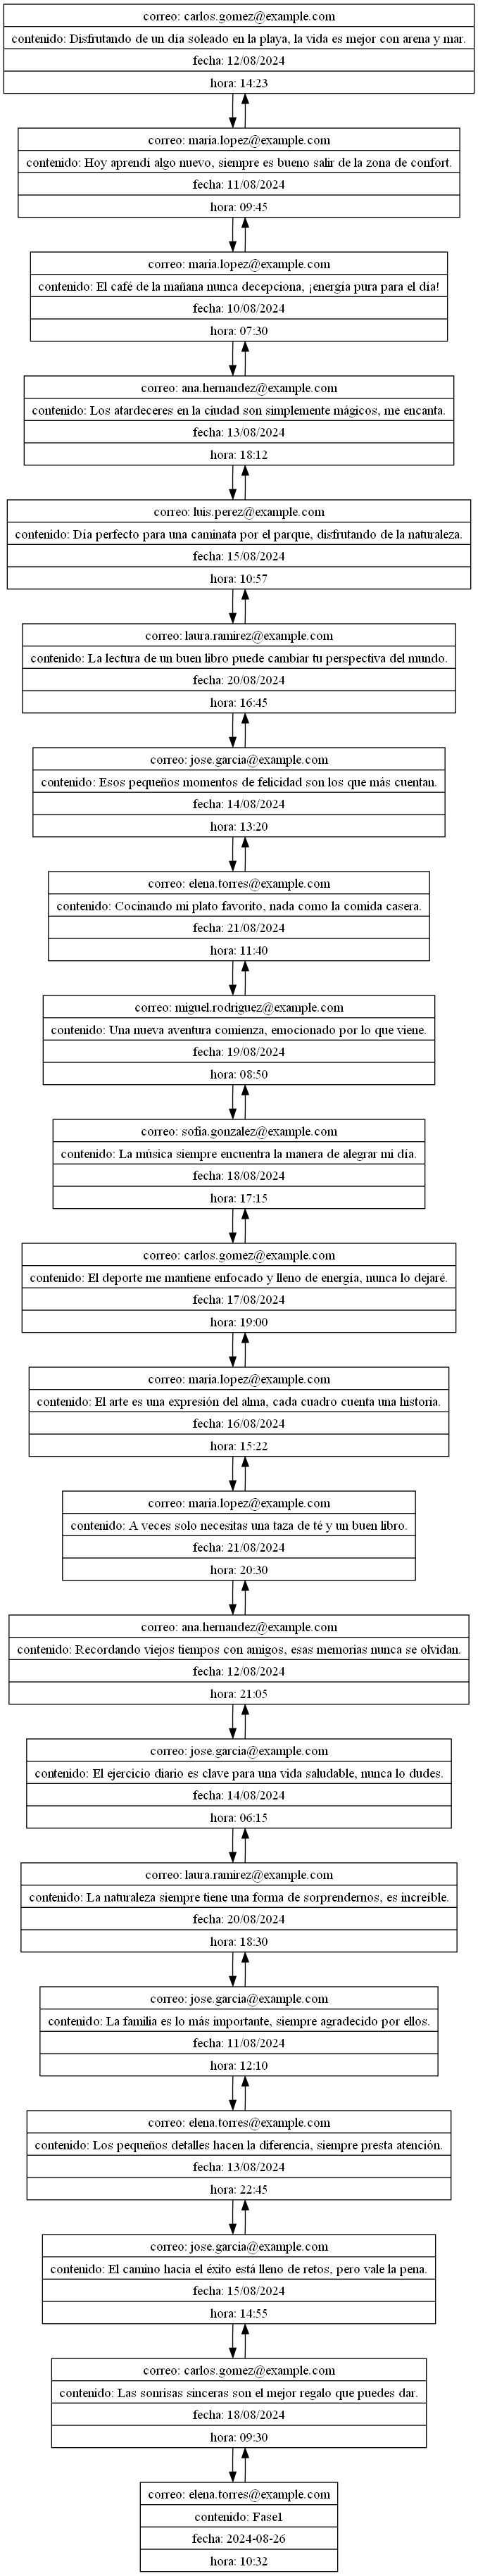 correo: carlos.gomez@example.com
contenido: Disfrutando de un día soleado en la playa, la vida es mejor con arena y mar.
fecha: 12/08/2024
hora: 14:23
correo: maria.lopez@example.com
contenido: Hoy aprendí algo nuevo, siempre es bueno salir de la zona de confort.
fecha: 11/08/2024
hora: 09:45
correo: maria.lopez@example.com
contenido: El café de la mañana nunca decepciona, ¡energía pura para el día!
fecha: 10/08/2024
hora: 07:30
correo: ana.hernandez@example.com
contenido: Los atardeceres en la ciudad son simplemente mágicos, me encanta.
fecha: 13/08/2024
hora: 18:12
correo: luis.perez@example.com
contenido: Día perfecto para una caminata por el parque, disfrutando de la naturaleza.
fecha: 15/08/2024
hora: 10:57
correo: laura.ramirez@example.com
contenido: La lectura de un buen libro puede cambiar tu perspectiva del mundo.
fecha: 20/08/2024
hora: 16:45
correo: jose.garcia@example.com
contenido: Esos pequeños momentos de felicidad son los que más cuentan.
fecha: 14/08/2024
hora: 13:20
correo: elena.torres@example.com
contenido: Cocinando mi plato favorito, nada como la comida casera.
fecha: 21/08/2024
hora: 11:40
correo: miguel.rodriguez@example.com
contenido: Una nueva aventura comienza, emocionado por lo que viene.
fecha: 19/08/2024
hora: 08:50
correo: sofia.gonzalez@example.com
contenido: La música siempre encuentra la manera de alegrar mi día.
fecha: 18/08/2024
hora: 17:15
correo: carlos.gomez@example.com
contenido: El deporte me mantiene enfocado y lleno de energía, nunca lo dejaré.
fecha: 17/08/2024
hora: 19:00
correo: maria.lopez@example.com
contenido: El arte es una expresión del alma, cada cuadro cuenta una historia.
fecha: 16/08/2024
hora: 15:22
correo: maria.lopez@example.com
contenido: A veces solo necesitas una taza de té y un buen libro.
fecha: 21/08/2024
hora: 20:30
correo: ana.hernandez@example.com
contenido: Recordando viejos tiempos con amigos, esas memorias nunca se olvidan.
fecha: 12/08/2024
hora: 21:05
correo: jose.garcia@example.com
contenido: El ejercicio diario es clave para una vida saludable, nunca lo dudes.
fecha: 14/08/2024
hora: 06:15
correo: laura.ramirez@example.com
contenido: La naturaleza siempre tiene una forma de sorprendernos, es increíble.
fecha: 20/08/2024
hora: 18:30
correo: jose.garcia@example.com
contenido: La familia es lo más importante, siempre agradecido por ellos.
fecha: 11/08/2024
hora: 12:10
correo: elena.torres@example.com
contenido: Los pequeños detalles hacen la diferencia, siempre presta atención.
fecha: 13/08/2024
hora: 22:45
correo: jose.garcia@example.com
contenido: El camino hacia el éxito está lleno de retos, pero vale la pena.
fecha: 15/08/2024
hora: 14:55
correo: carlos.gomez@example.com
contenido: Las sonrisas sinceras son el mejor regalo que puedes dar.
fecha: 18/08/2024
hora: 09:30
correo: elena.torres@example.com
contenido: Fase1
fecha: 2024-08-26
hora: 10:32